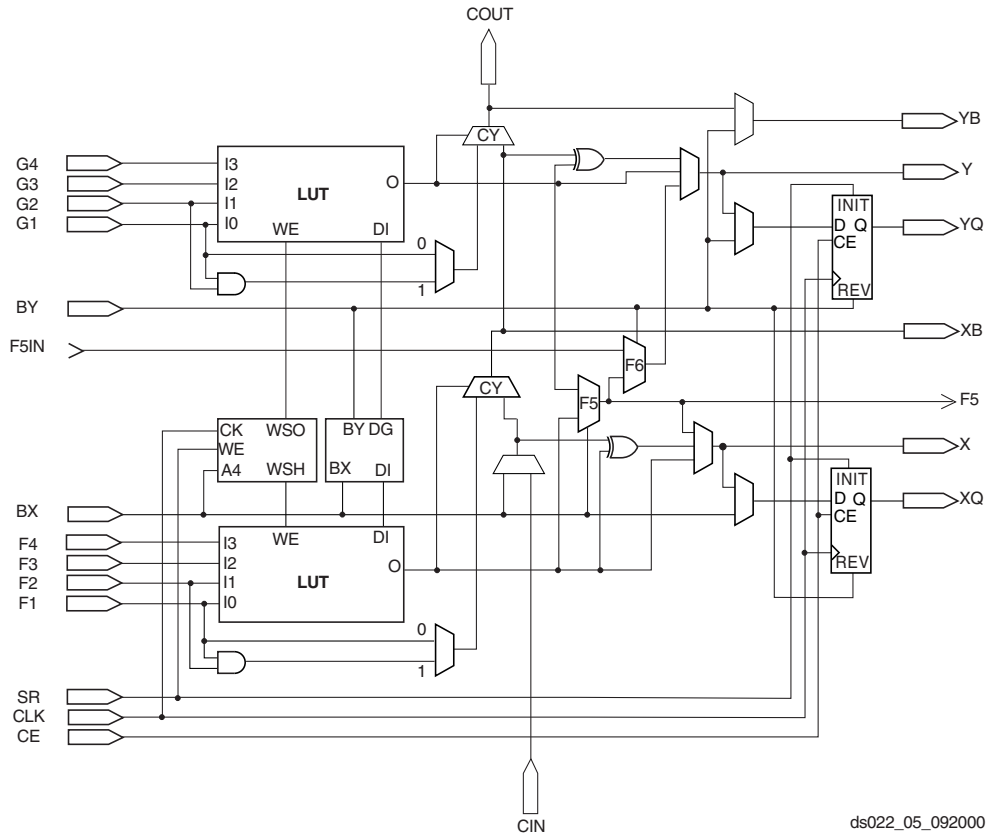 COUT
CY
YB
G4
G3
G2
G1
I3
I2
I1
I0
LUT
O
WE
DI
0
1
Y
INIT
D Q
CE
REV
YQ
BY
XB
F5IN
F6
CY
F5
F5
CK
WE
A4
WSO
WSH
BY DG
BX
DI
X
INIT
D Q
CE
REV
XQ
BX
F4
F3
F2
F1
WE
DI
I3
I2
I1
I0
LUT
O
0
1
SR
CLK
CE
CIN
ds022_05_092000